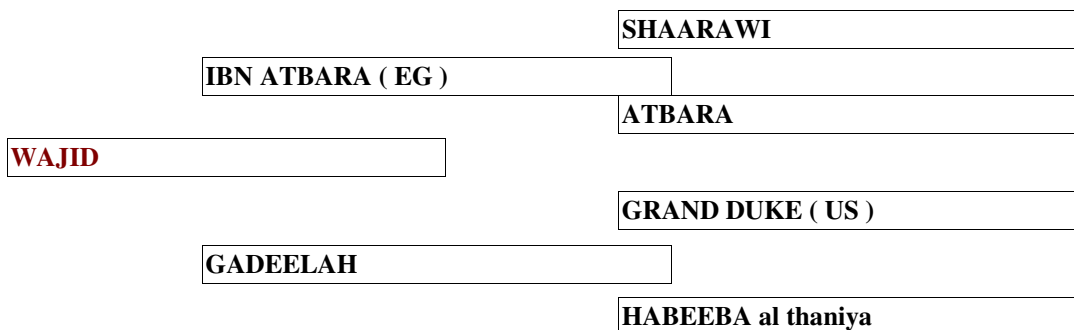 SHAARAWI
IBN ATBARA ( EG )
ATBARA
WAJID
GRAND DUKE ( US )
GADEELAH
HABEEBA al thaniya